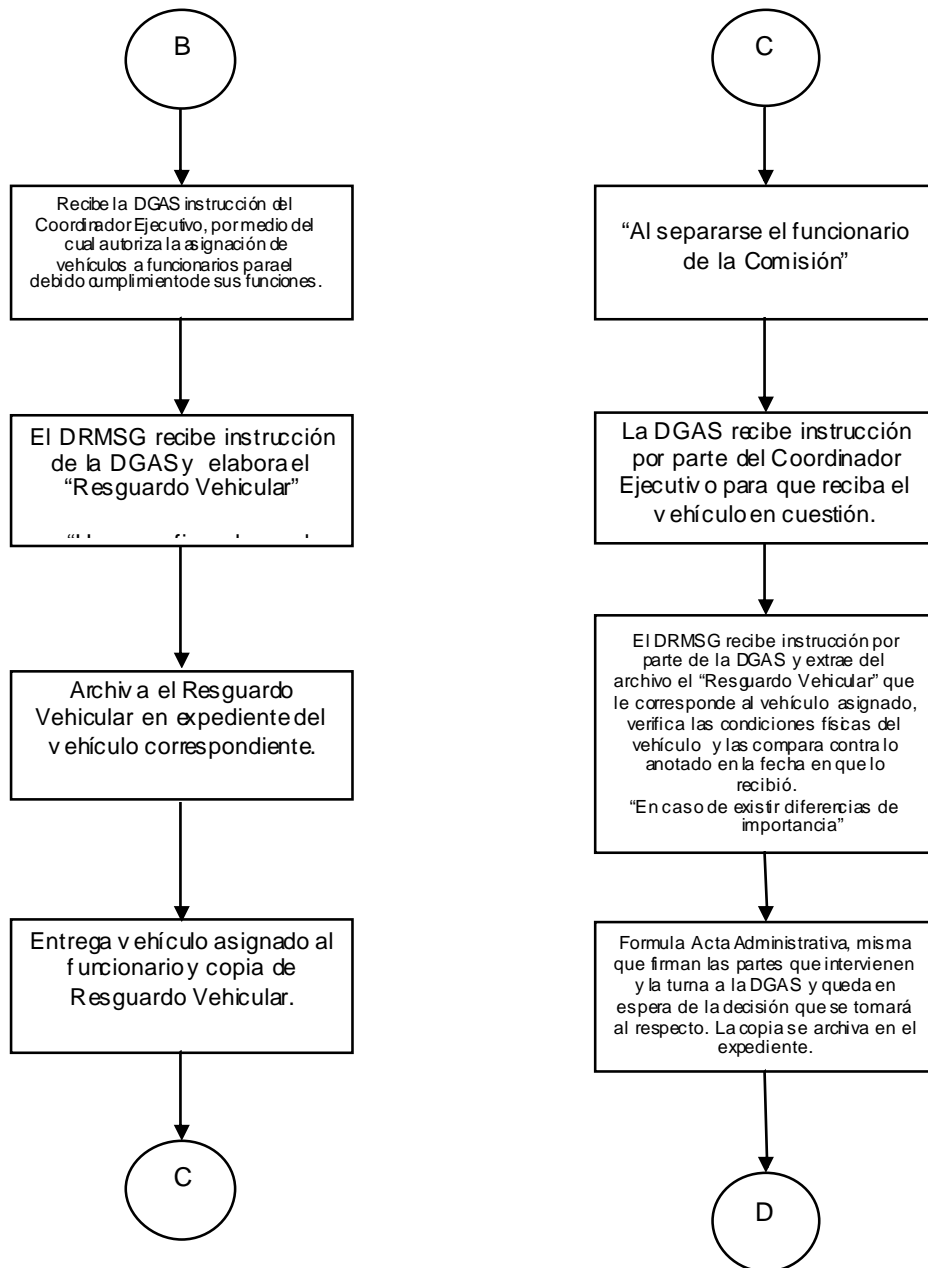 B
Recibe la DGAS instrucción del
Coordinador Ejecutivo, por medio del
cual autoriza la asignación de
vehículos a funcionarios para el
debido cumplimiento de sus funciones.
El DRMSG recibe instrucción
de la DGAS y elabora el
“Resguardo Vehicular”
Archiva el Resguardo
Vehicular en expediente del
vehículo correspondiente.
Entrega vehículo asignado al
funcionario y copia de
Resguardo Vehicular.
C
C
“Al separarse el funcionario
de la Comisión”
La DGAS recibe instrucción
por parte del Coordinador
Ejecutivo para que reciba el
vehículo en cuestión.
El DRMSG recibe instrucción por
parte de la DGAS y extrae del
archivo el “Resguardo Vehicular” que
le corresponde al vehículo asignado,
verifica las condiciones físicas del
vehículo y las compara contra lo
anotado en la fecha en que lo
recibió.
“En caso de existir diferencias de
importancia”
Formula Acta Administrativa, misma
que firman las partes que intervienen
y la turna a la DGAS y queda en
espera de la decisión que se tomará
al respecto. La copia se archiva en el
expediente.
D